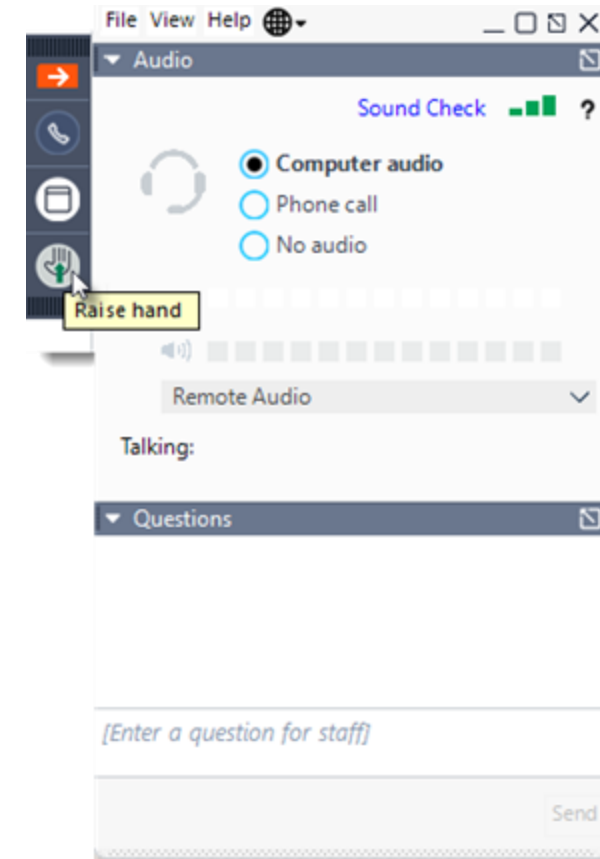 File View Help
Audio
Sound Check ?
Computer audio
Phone call
No audio
Raise hand
Remote Audio
Talking:
Questions
[Enter a question for staff]
Send